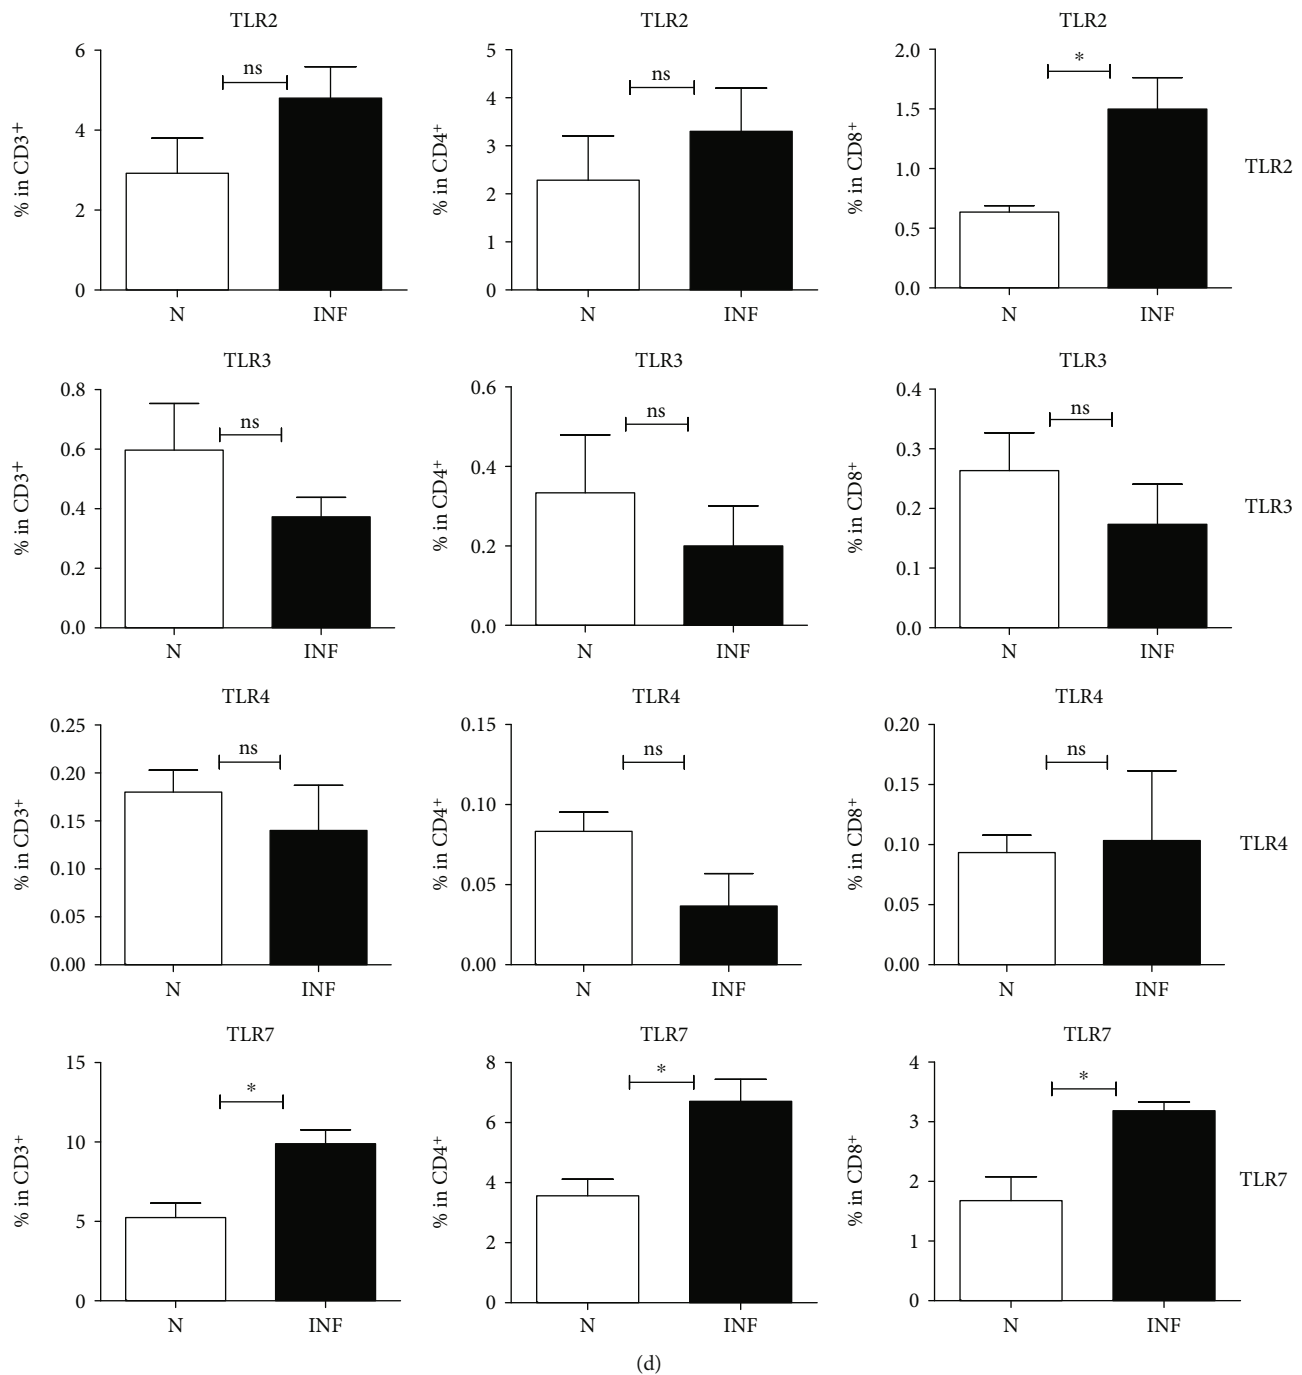 TLR2
TLR2
TLR2
6
4
2
0
% in CD3+
ns
N
INF
5
4
3
2
1
0
% in CD4+
ns
N
INF
2.0
1.5
1.0
0.5
0.0
% in CD8+
*
N
INF
TLR2
TLR3
TLR3
TLR3
0.8
0.6
0.4
0.2
0.0
% in CD3+
ns
N
INF
0.6
0.4
0.2
0.0
% in CD4+
ns
N
INF
0.4
0.3
0.2
0.1
0.0
% in CD8+
ns
N
INF
TLR3
TLR4
TLR4
TLR4
0.25
0.20
0.15
0.10
0.05
0.00
% in CD3+
ns
N
INF
0.15
0.10
0.05
0.00
% in CD4+
ns
N
INF
0.20
0.15
0.10
0.05
0.00
% in CD8+
ns
N
INF
TLR4
TLR7
TLR7
TLR7
15
10
5
0
% in CD3+
*
N
INF
8
6
4
2
0
% in CD4+
*
N
INF
4
3
2
1
0
% in CD8+
*
N
INF
TLR7
(d)